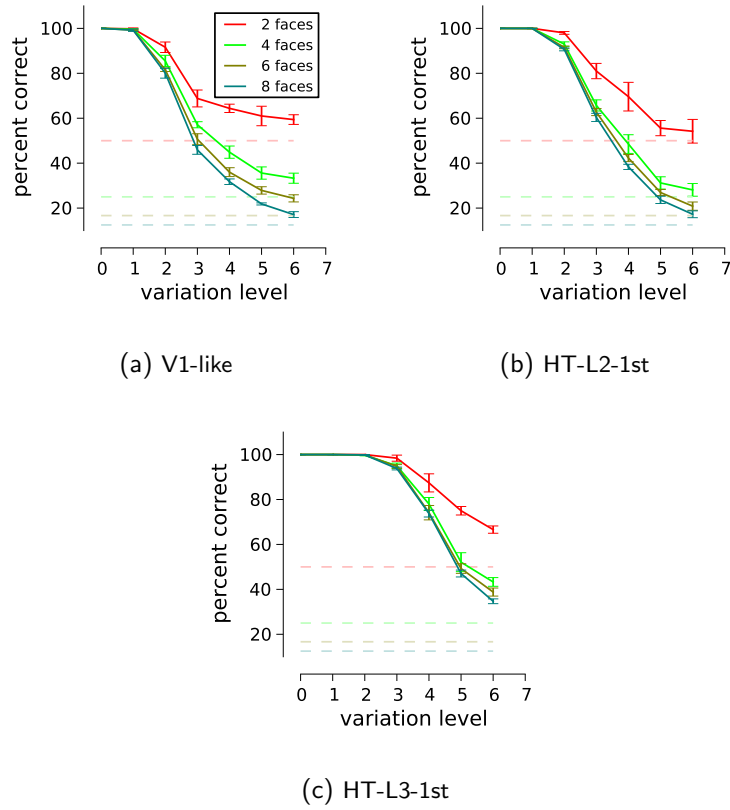 2 faces
4 faces
6 faces
8 faces
percent correct
100
80
60
40
20
0 1 2 3 4 5 6 7
variation level
(a) V1-like
percent correct
100
80
60
40
20
0 1 2 3 4 5 6 7
variation level
(b) HT-L2-1st
percent correct
100
80
60
40
20
0 1 2 3 4 5 6 7
variation level
(c) HT-L3-1st